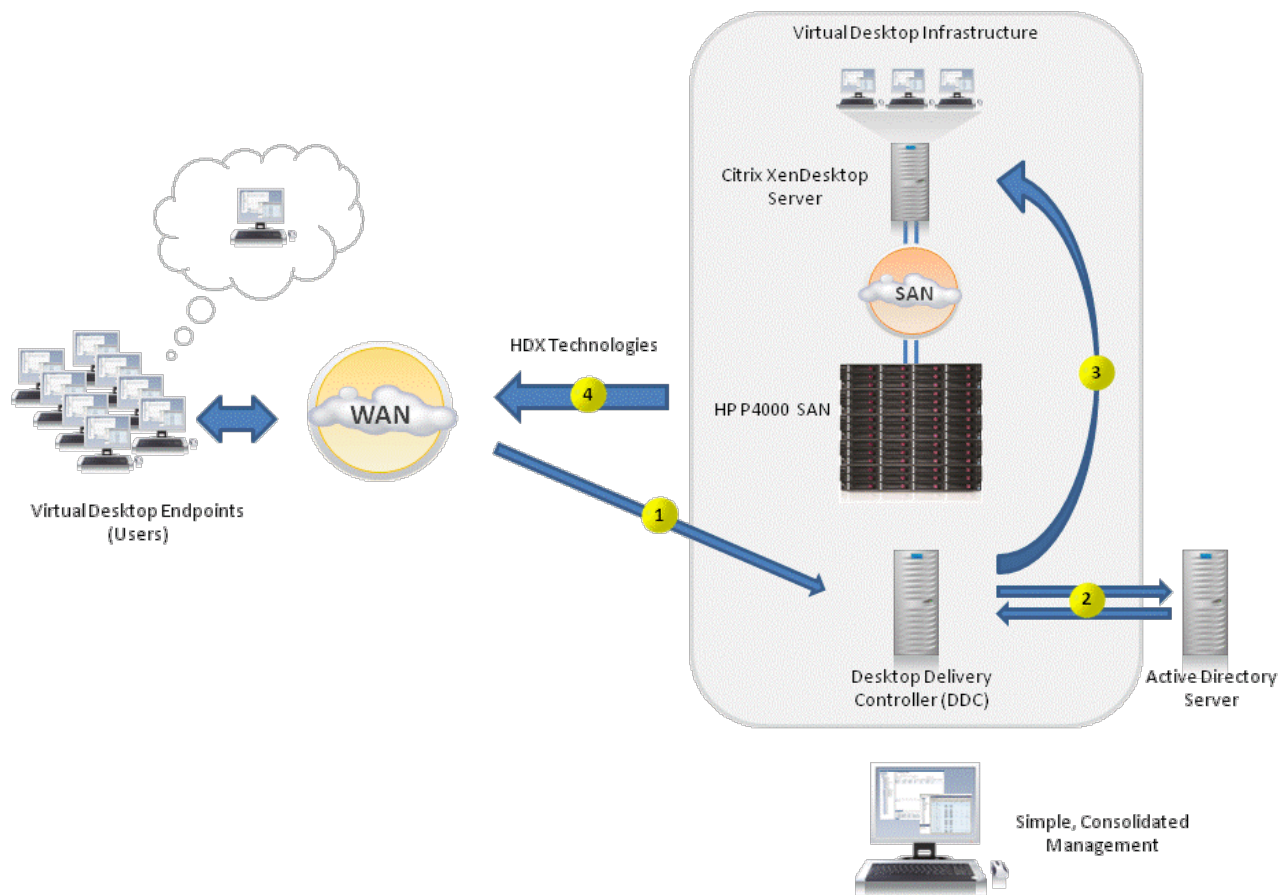 Virtual Desktop Infrastructure
Citrix XenDesktop
Server
SAN
HDX Technologies
4
3
WAN
HP P4000 SAN
Virtual Desktop Endpoints
(Users)
1
2
Desktop Delivery
Controller (DDC)
Active Directory
Server
Simple, Consolidated
Management